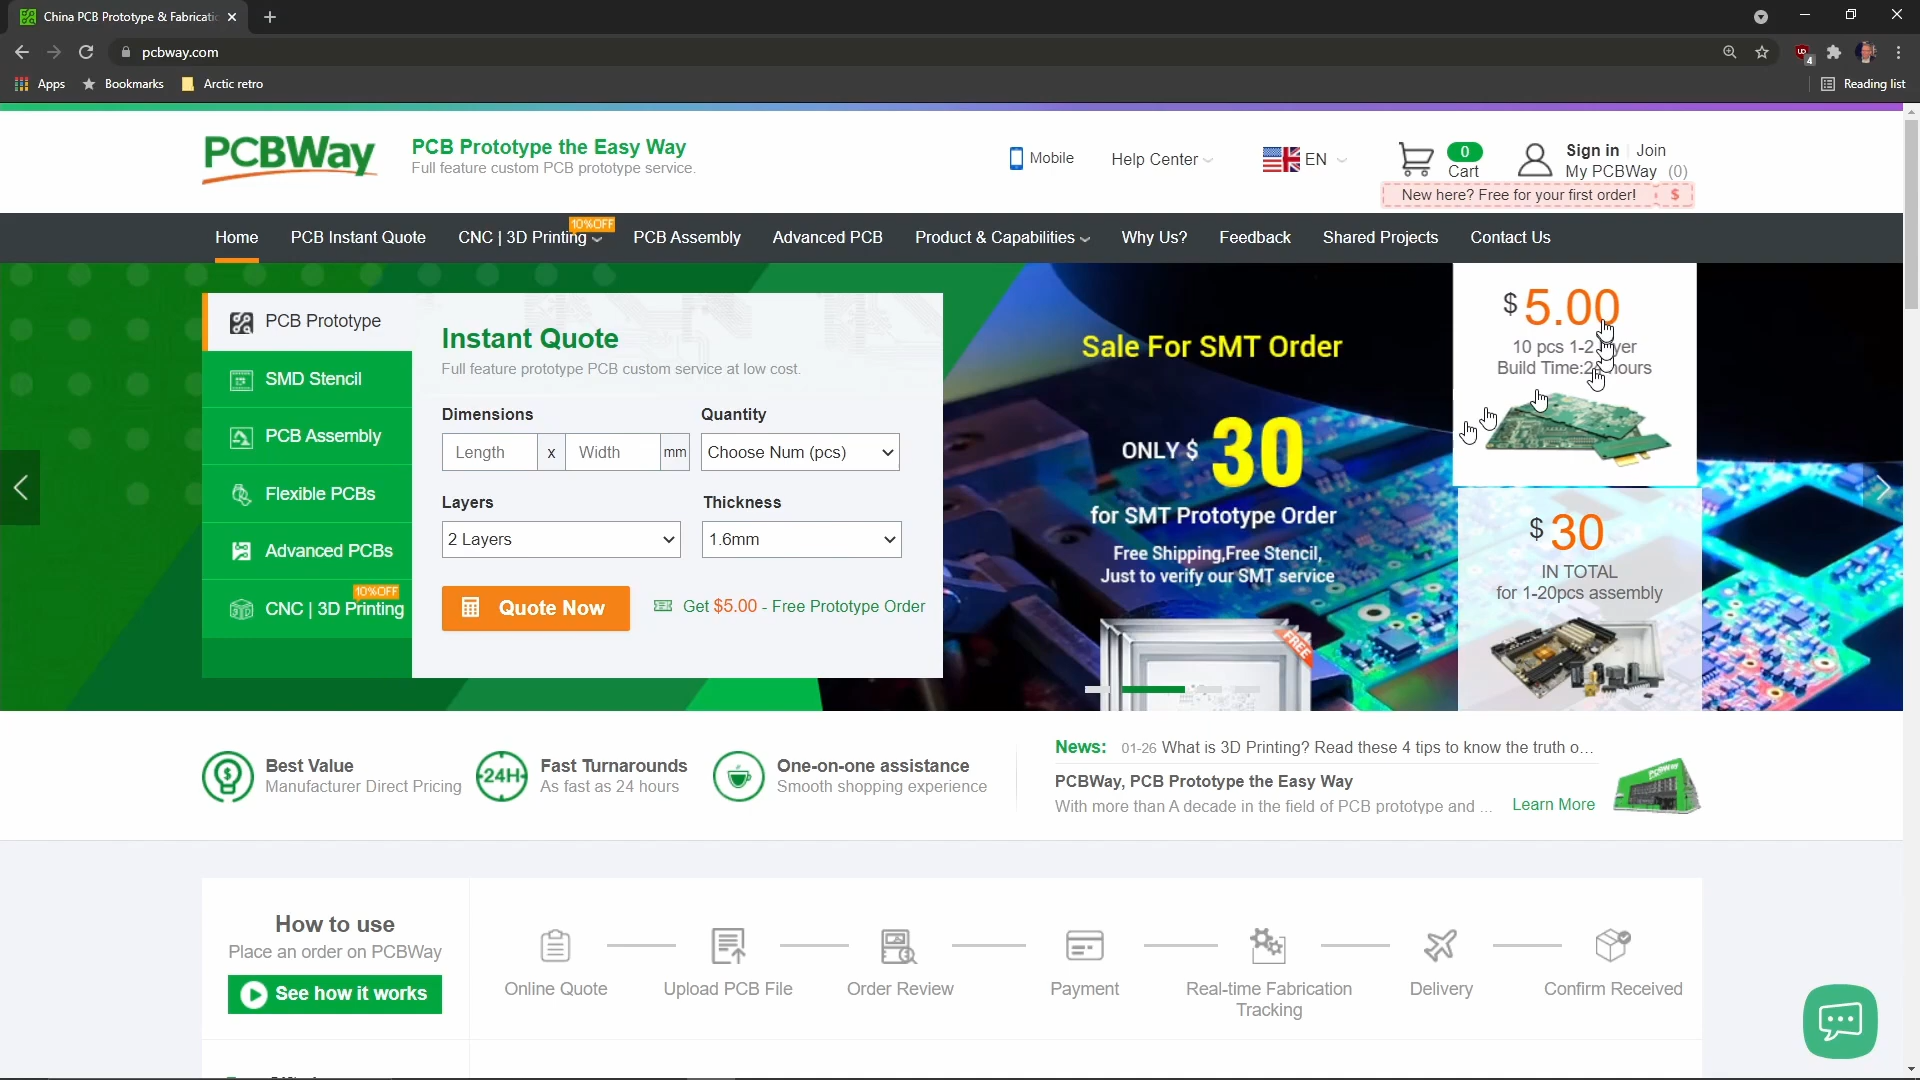 China PCB Prototype & Fabricatic
pcbway.com
4
Apps
Bookmarks
Arctic retro
Reading list
PCBWay
PCB Prototype the Easy Way
Full feature custom PCB prototype service.
Mobile
Help Center
EN
0
Cart
Sign in
Join
My PCBWay (0)
New here? Free for your first order! $
Home
PCB Instant Quote
CNC | 3D Printing
10%OFF
PCB Assembly
Advanced PCB
Product & Capabilities
Why Us?
Feedback
Shared Projects
Contact Us
PCB Prototype
SMD Stencil
PCB Assembly
Flexible PCBs
Advanced PCBs
10%OFF
CNC | 3D Printing
Instant Quote
Full feature prototype PCB custom service at low cost.
Dimensions
Quantity
Length x Width mm
Choose Num (pcs)
Layers
Thickness
2 Layers
1.6mm
Quote Now
Get $5.00 - Free Prototype Order
Sale For SMT Order
ONLY $ 30
for SMT Prototype Order
Free Shipping,Free Stencil,
Just to verify our SMT service
FREE
$ 5.00
10 pcs 1-2
Build Time:
$ 30
IN TOTAL
for 1-20pcs assembly
Best Value
Manufacturer Direct Pricing
24H
Fast Turnarounds
As fast as 24 hours
One-on-one assistance
Smooth shopping experience
News: 01-26 What is 3D Printing? Read these 4 tips to know the truth o...
PCBWay, PCB Prototype the Easy Way
With more than A decade in the field of PCB prototype and ... Learn More
PCBWay
How to use
Place an order on PCBWay
See how it works
Online Quote
Upload PCB File
Order Review
Payment
Real-time Fabrication
Tracking
Delivery
Confirm Received